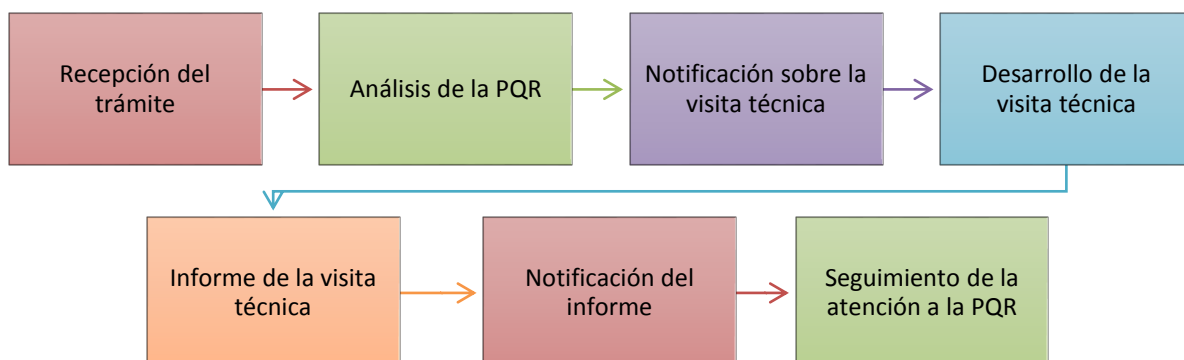 Recepción del
trámite
Análisis de la PQR
Notificación sobre la
visita técnica
Desarrollo de la
visita técnica
Informe de la visita
técnica
Notificación del
informe
Seguimiento de la
atención a la PQR